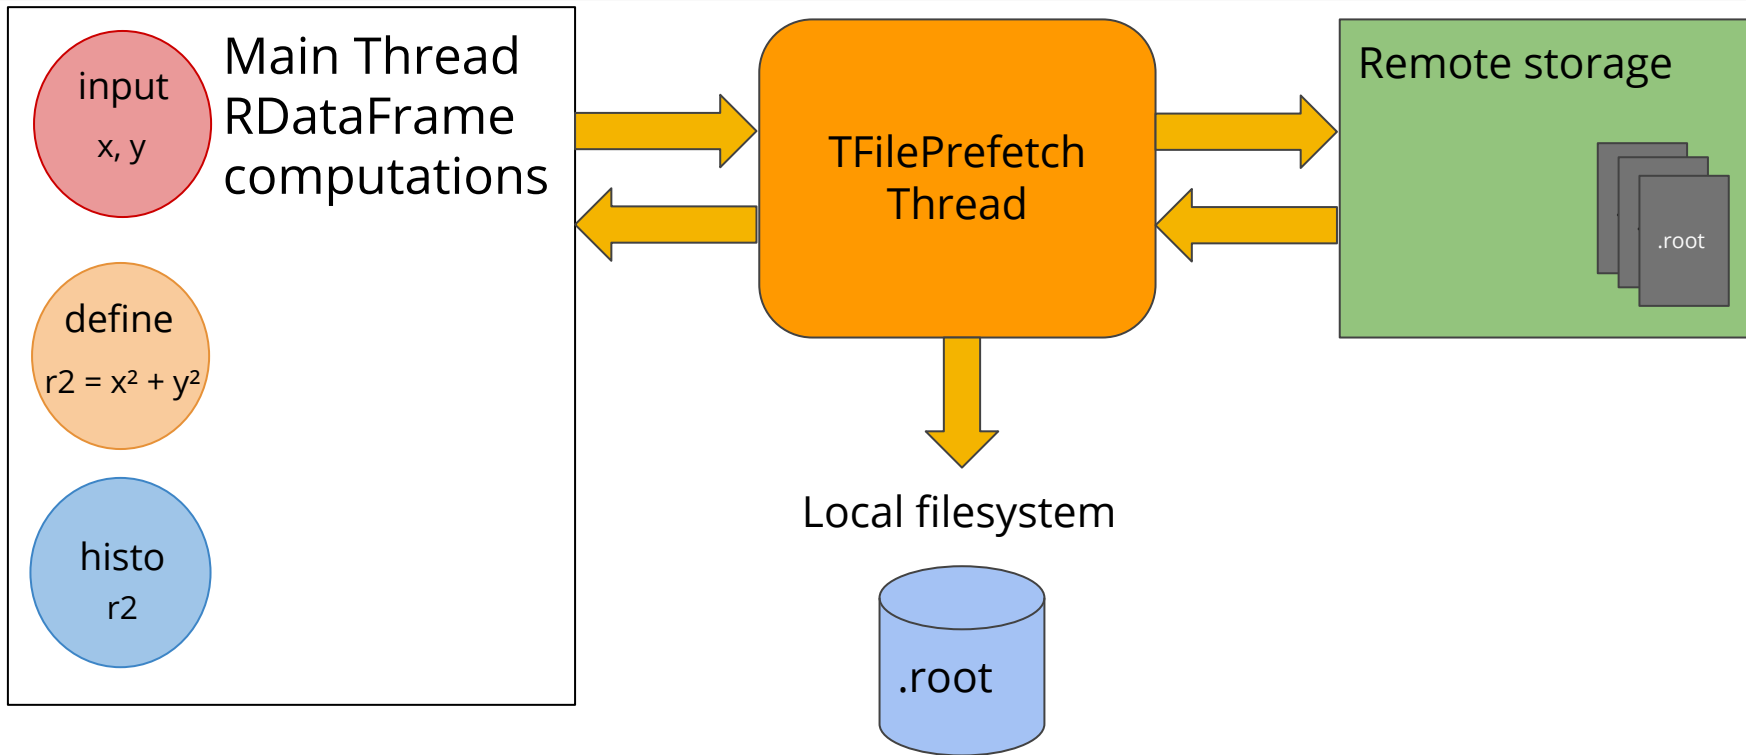 input
x, y
Main Thread
RDataFrame
computations
define
r2 = x² + y²
histo
r2
TFilePrefetch
Thread
Remote storage
.root
Local filesystem
.root